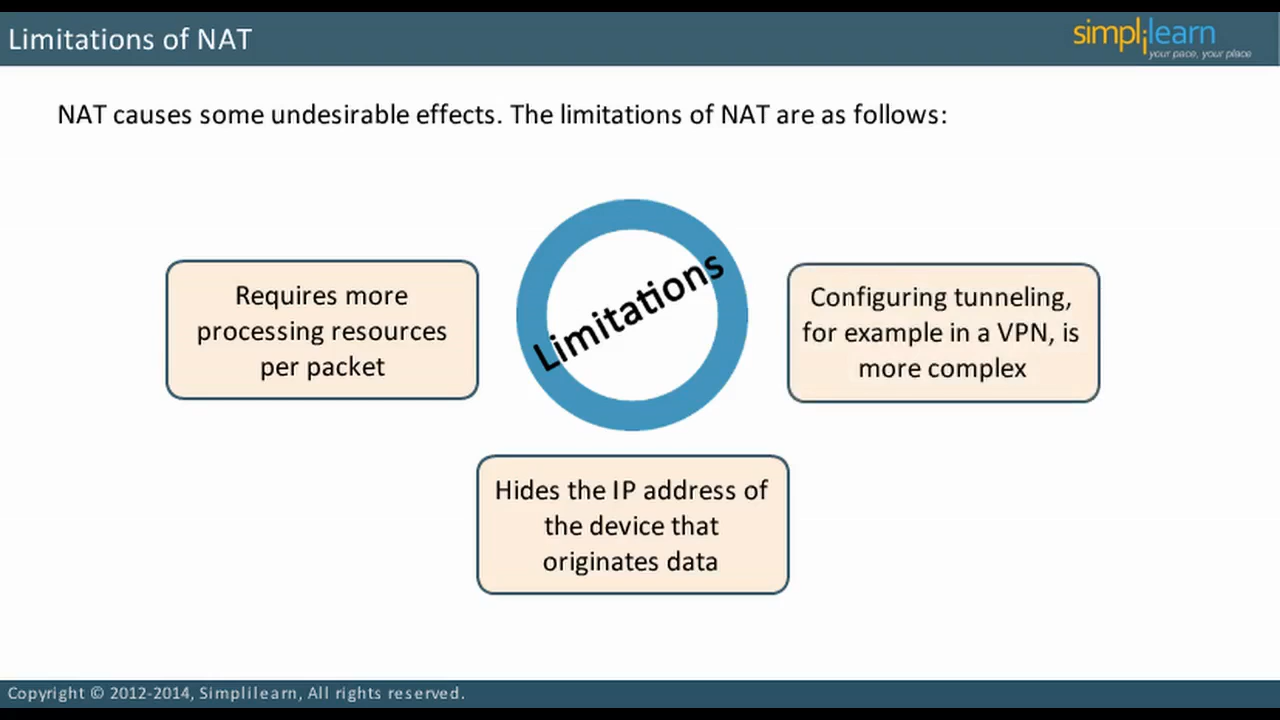 Limitations of NAT
simplilearn
your pace, your place
NAT causes some undesirable effects. The limitations of NAT are as follows:
Requires more
processing resources
per packet
Limitations
Configuring tunneling,
for example in a VPN, is
more complex
Hides the IP address of
the device that
originates data
Copyright © 2012-2014, Simplilearn, All rights reserved.